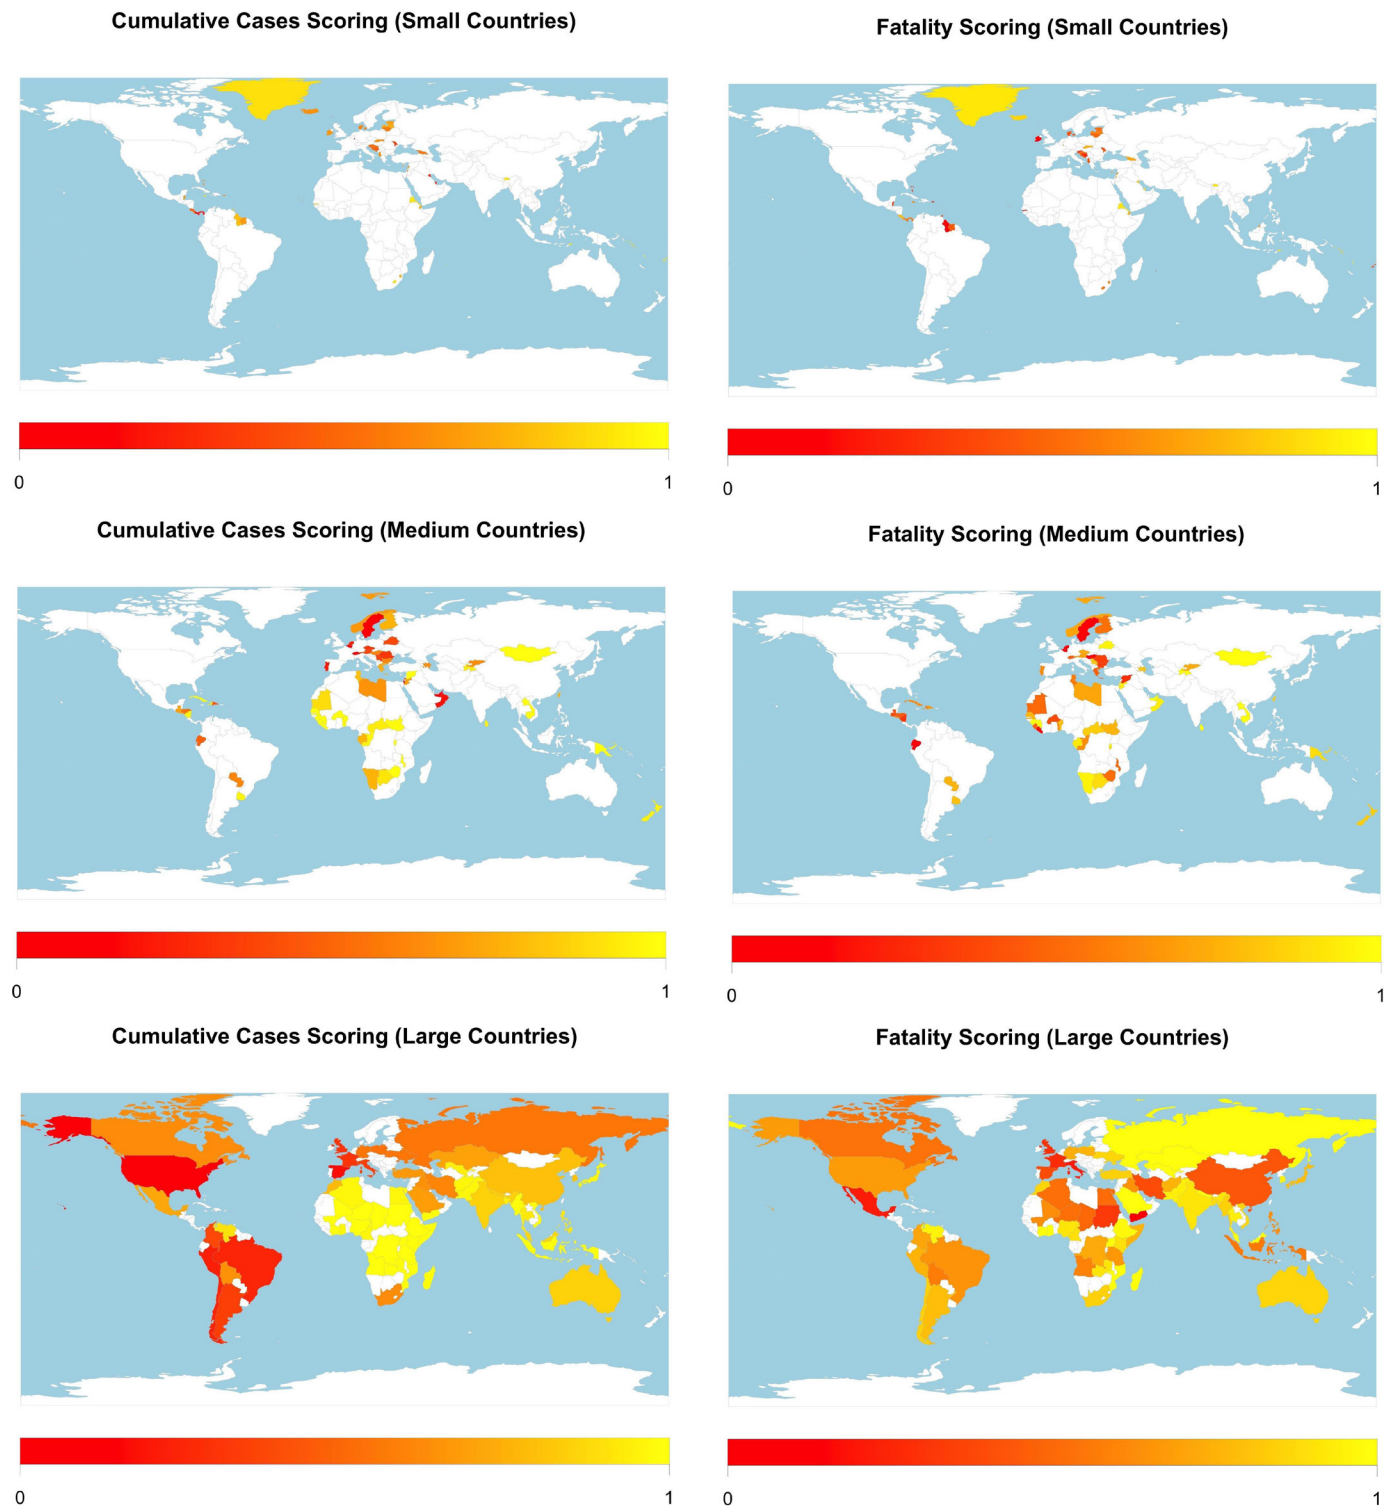 Cumulative Cases Scoring (Small Countries)
Fatality Scoring (Small Countries)
0 1
0 1
Cumulative Cases Scoring (Medium Countries)
Fatality Scoring (Medium Countries)
0 1
0 1
Cumulative Cases Scoring (Large Countries)
Fatality Scoring (Large Countries)
0 1
0 1